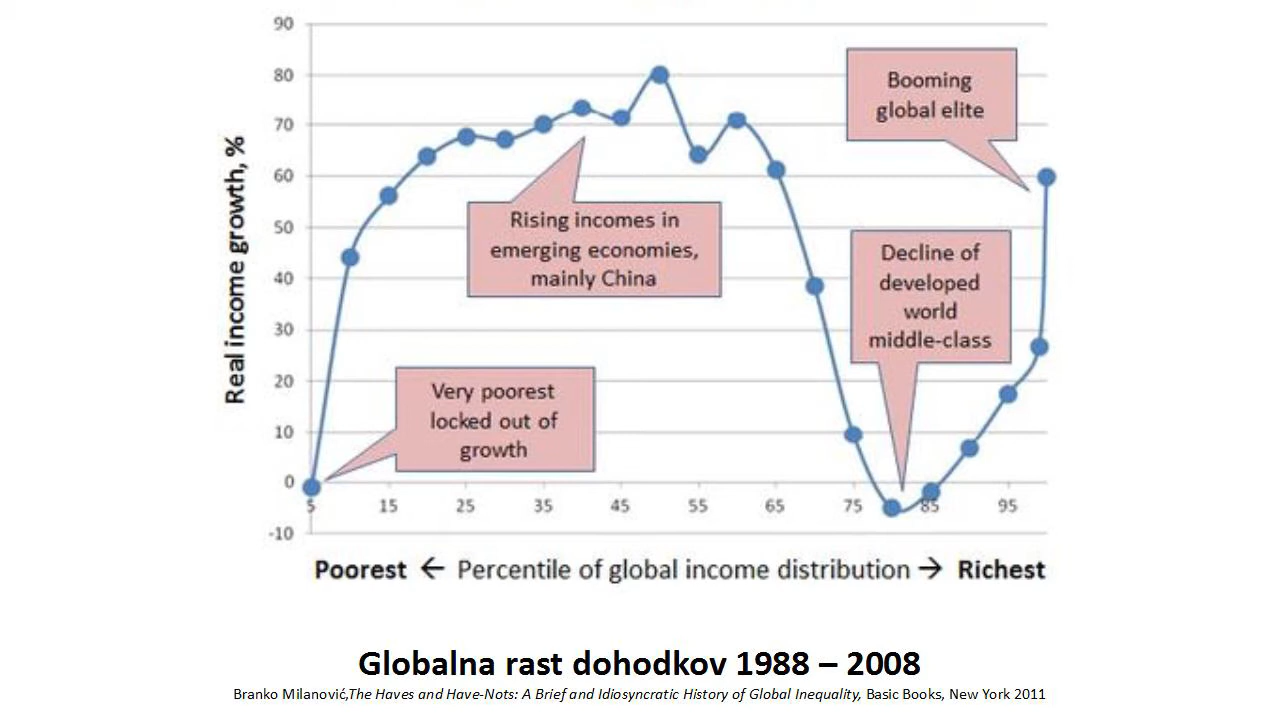 90
80
70
60
50
40
30
20
10
0
-10
Real income growth, %
Booming
global elite
Rising incomes in
emerging economies,
mainly China
Decline of
developed
world
middle-class
Very poorest
locked out of
growth
5 15 25 35 45 55 65 75 85 95
Poorest ← Percentile of global income distribution → Richest
Globalna rast dohodkov 1988 – 2008
Branko Milanović,The Haves and Have-Nots: A Brief and Idiosyncratic History of Global Inequality, Basic Books, New York 2011